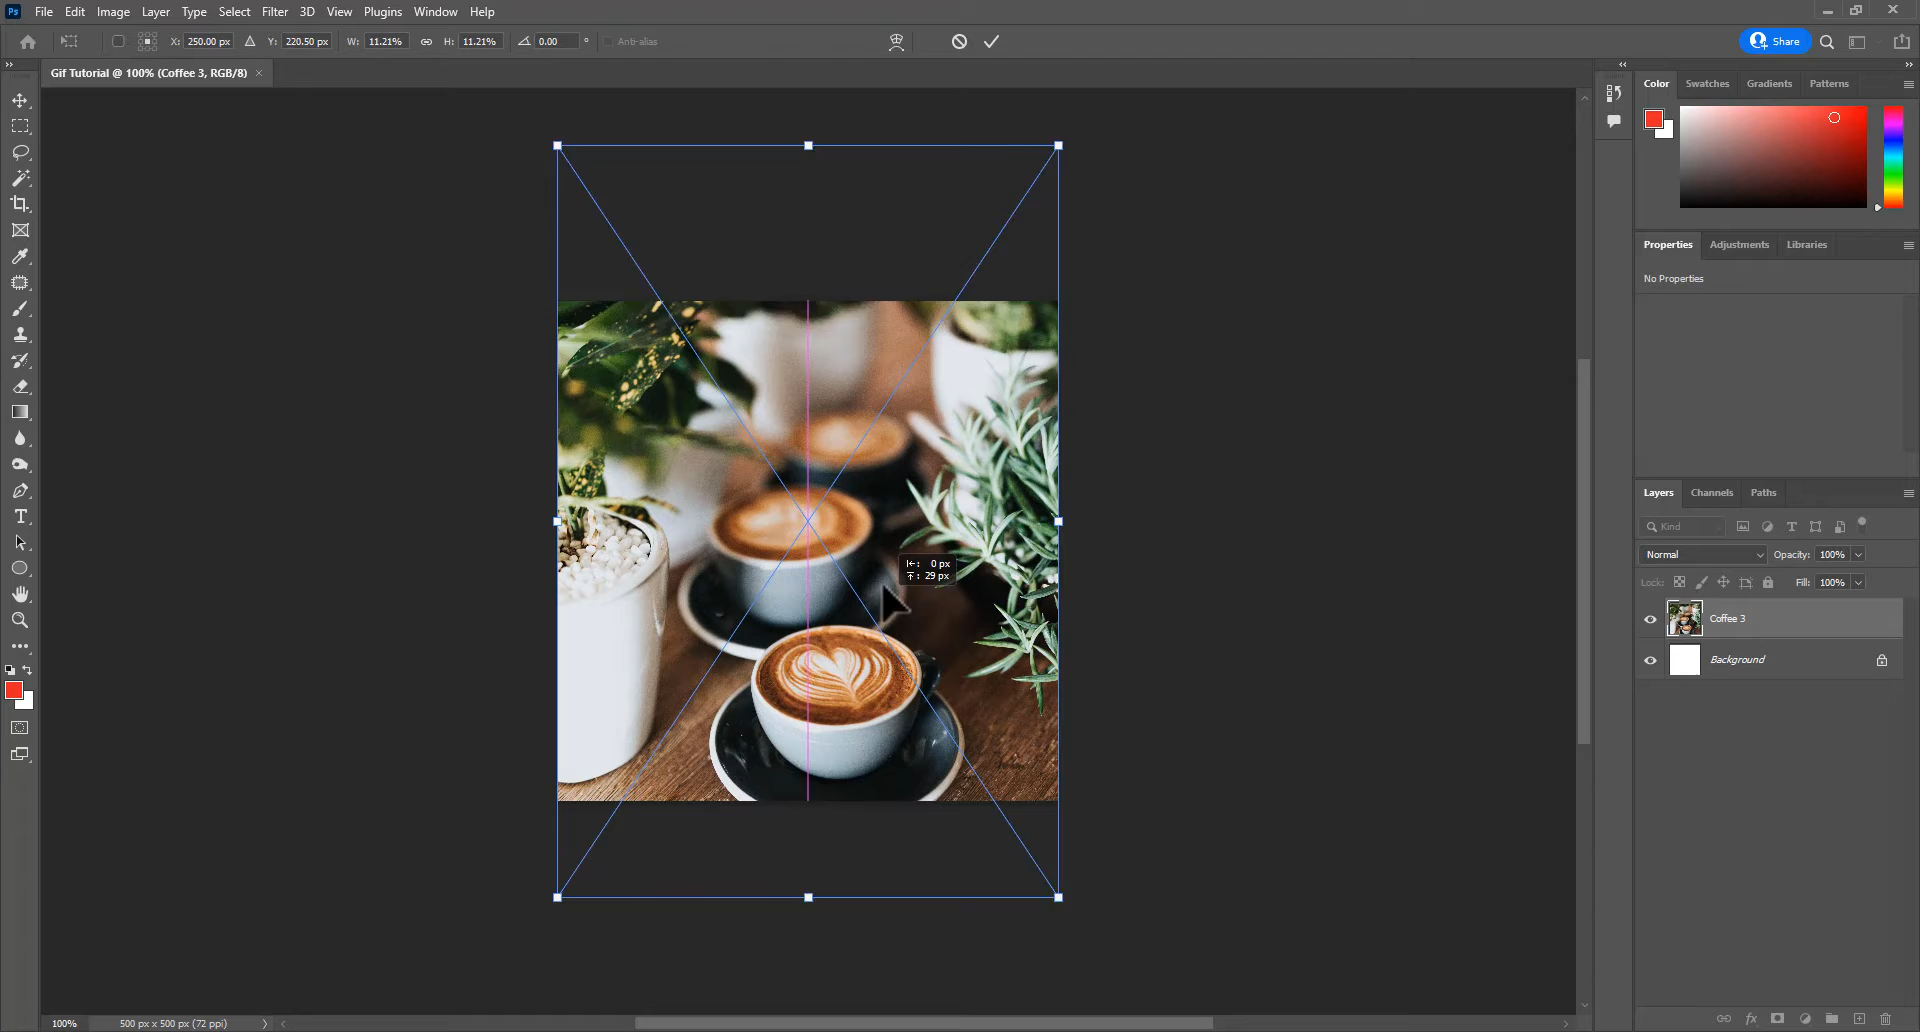 Ps File Edit Image Layer Type Select Filter 3D View Plugins Window Help
X: 250.00 px Y: 220.50 px W: 11.21% H: 11.21% 0.00 ° Anti-alias Share
Gif Tutorial @ 100% (Coffee 3, RGB/8) ×
Color Swatches Gradients Patterns
Properties Adjustments Libraries
No Properties
Layers Channels Paths
Kind
Normal Opacity: 100%
Lock: Fill: 100%
Coffee 3
Background
: 0 px
: 29 px
100% 500 px x 500 px (72 ppi)